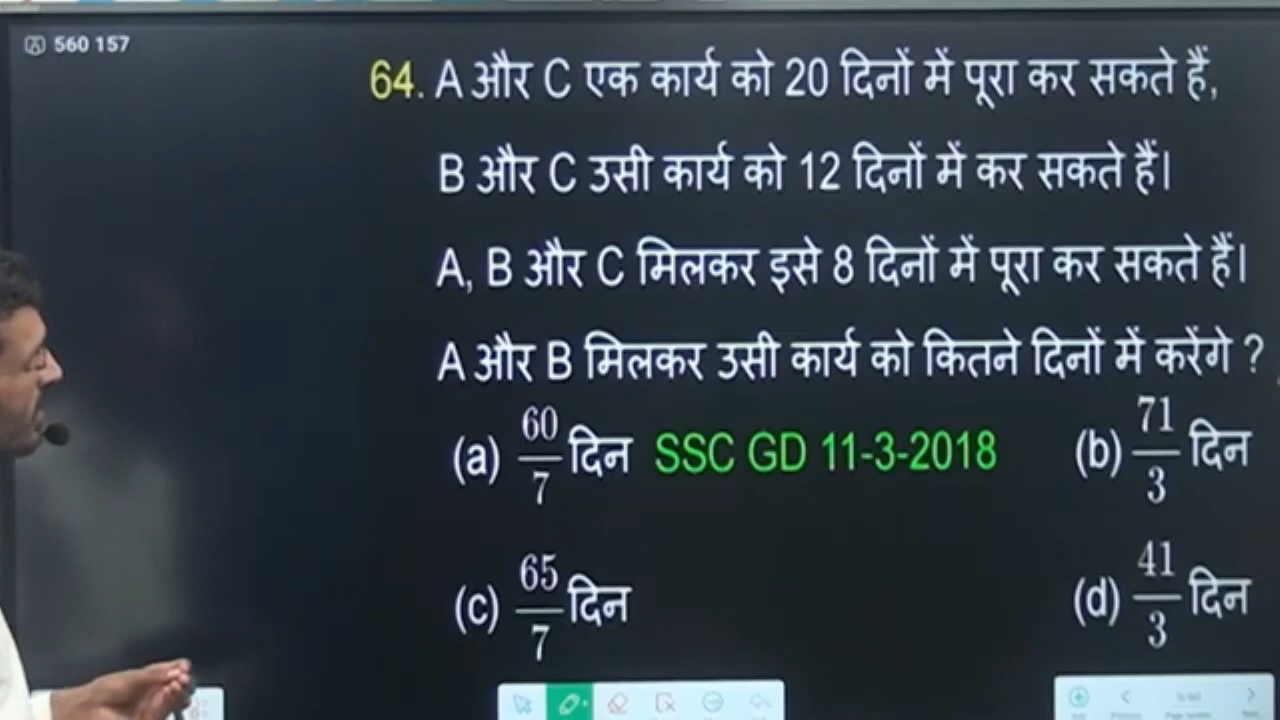 560 157
64. A और C एक कार्य को 20 दिनों में पूरा कर सकते हैं,
B और C उसी कार्य को 12 दिनों में कर सकते हैं।
A, B और C मिलकर इसे 8 दिनों में पूरा कर सकते हैं।
A और B मिलकर उसी कार्य को कितने दिनों में करेंगे ?
(a) 60/7 दिन SSC GD 11-3-2018 (b) 71/3 दिन
(c) 65/7 दिन (d) 41/3 दिन